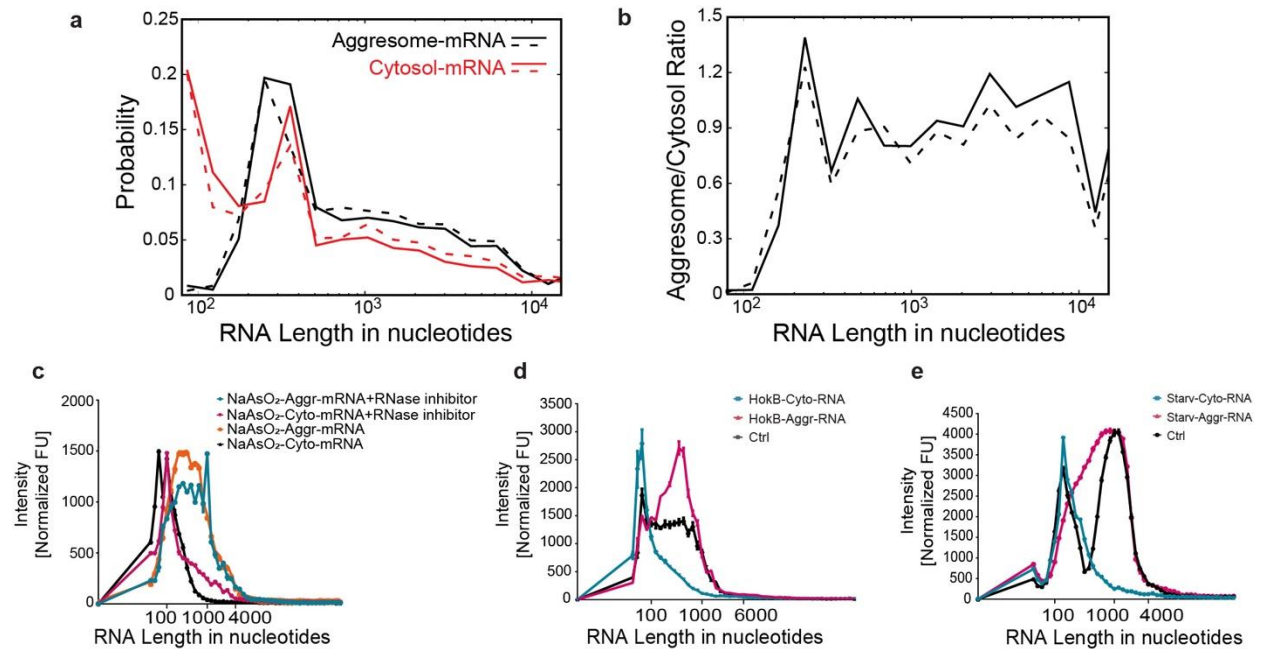 a
0.25
0.2
0.15
0.1
0.05
0
Probability
Aggresome-mRNA
Cytosol-mRNA
10² 10³ 10⁴
RNA Length in nucleotides
b
1.5
1.2
0.9
0.6
0.3
0
Aggresome/Cytosol Ratio
10² 10³ 10⁴
RNA Length in nucleotides
c
2000
1500
1000
500
0
Intensity
[Normalized FU]
NaAsO₂-Aggr-mRNA+RNase inhibitor
NaAsO₂-Cyto-mRNA+RNase inhibitor
NaAsO₂-Aggr-mRNA
NaAsO₂-Cyto-mRNA
100 1000 4000
RNA Length in nucleotides
d
3500
3000
2500
2000
1500
1000
500
0
Intensity
[Normalized FU]
HokB-Cyto-RNA
HokB-Aggr-RNA
Ctrl
100 1000 6000
RNA Length in nucleotides
e
4500
4000
3500
3000
2500
2000
1500
1000
500
0
Intensity
[Normalized FU]
Starv-Cyto-RNA
Starv-Aggr-RNA
Ctrl
100 1000 4000
RNA Length in nucleotides